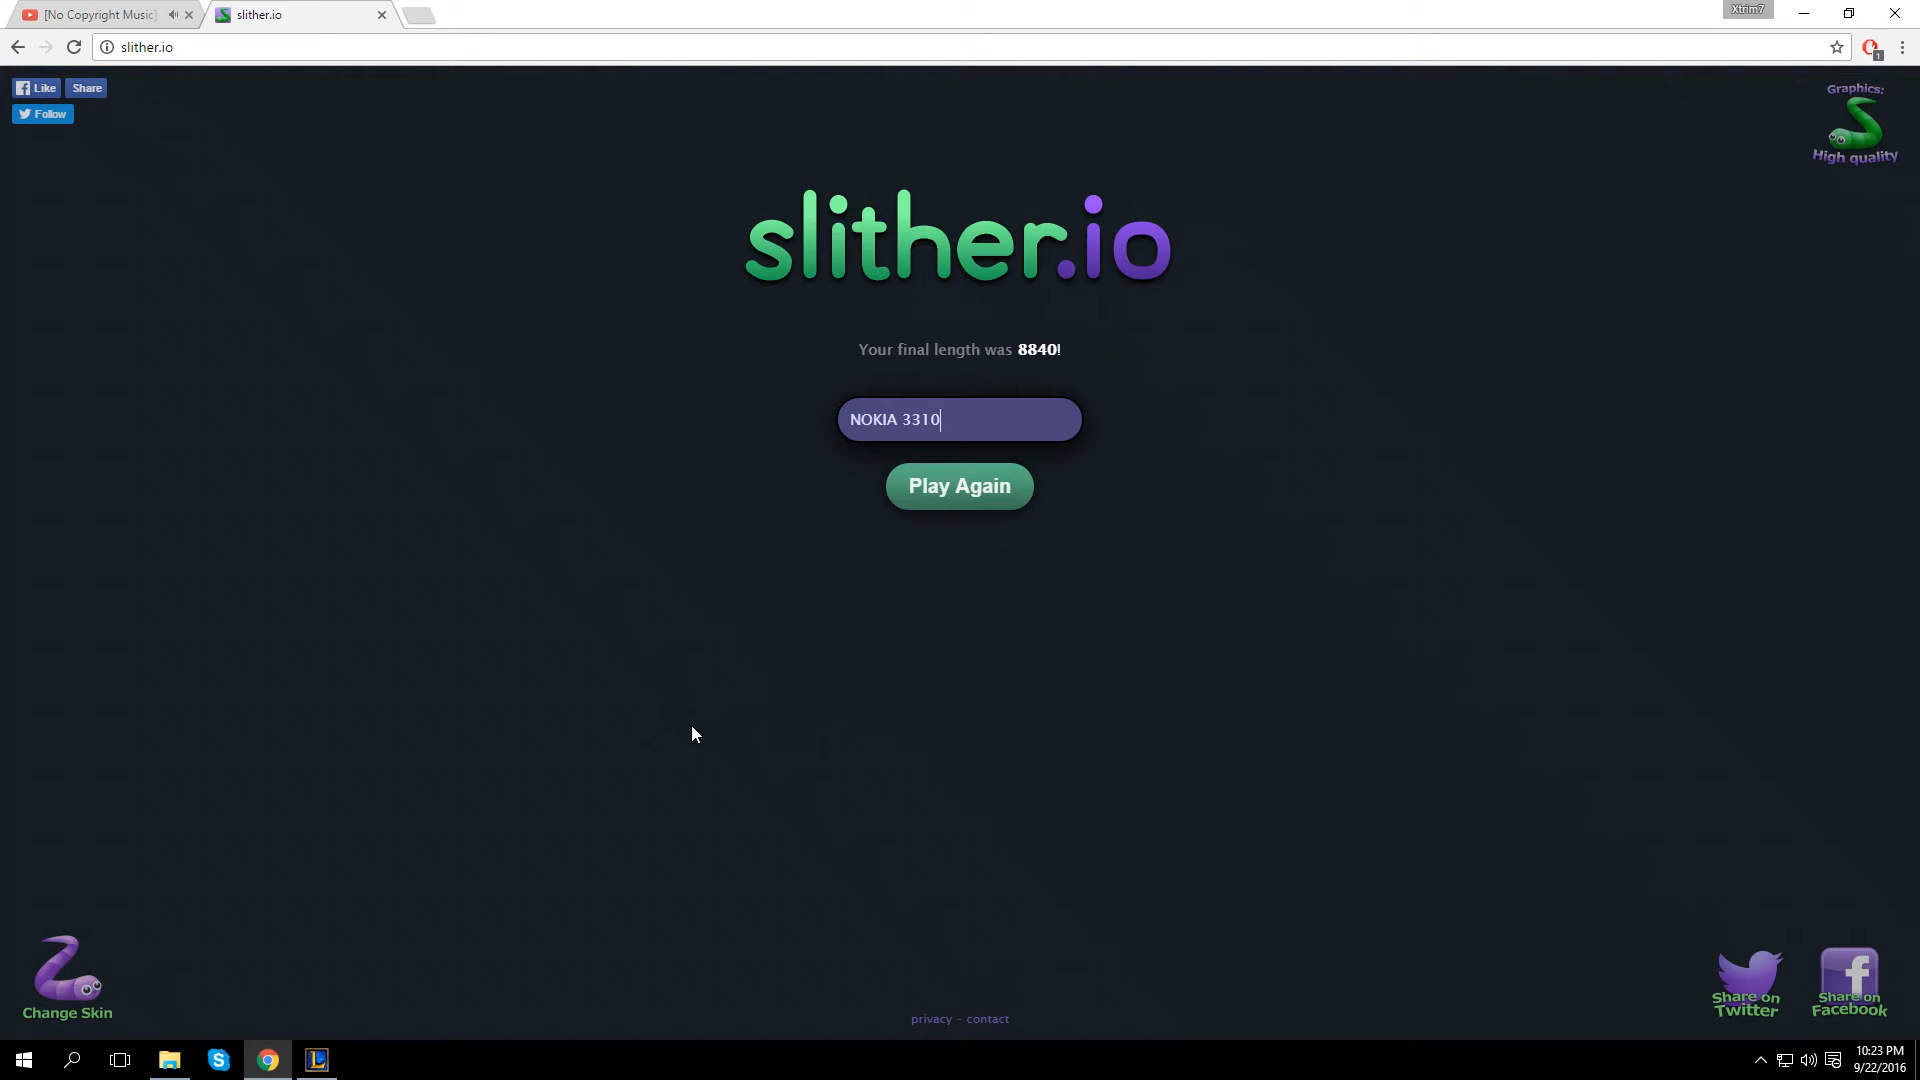 [No Copyright Music]
slither.io
Xtrim7
slither.io
Like
Share
Follow
1
Graphics:
High quality
slither.io
Your final length was 8840!
NOKIA 3310
Play Again
Change Skin
privacy - contact
Share on
Twitter
Share on
Facebook
10:23 PM
9/22/2016